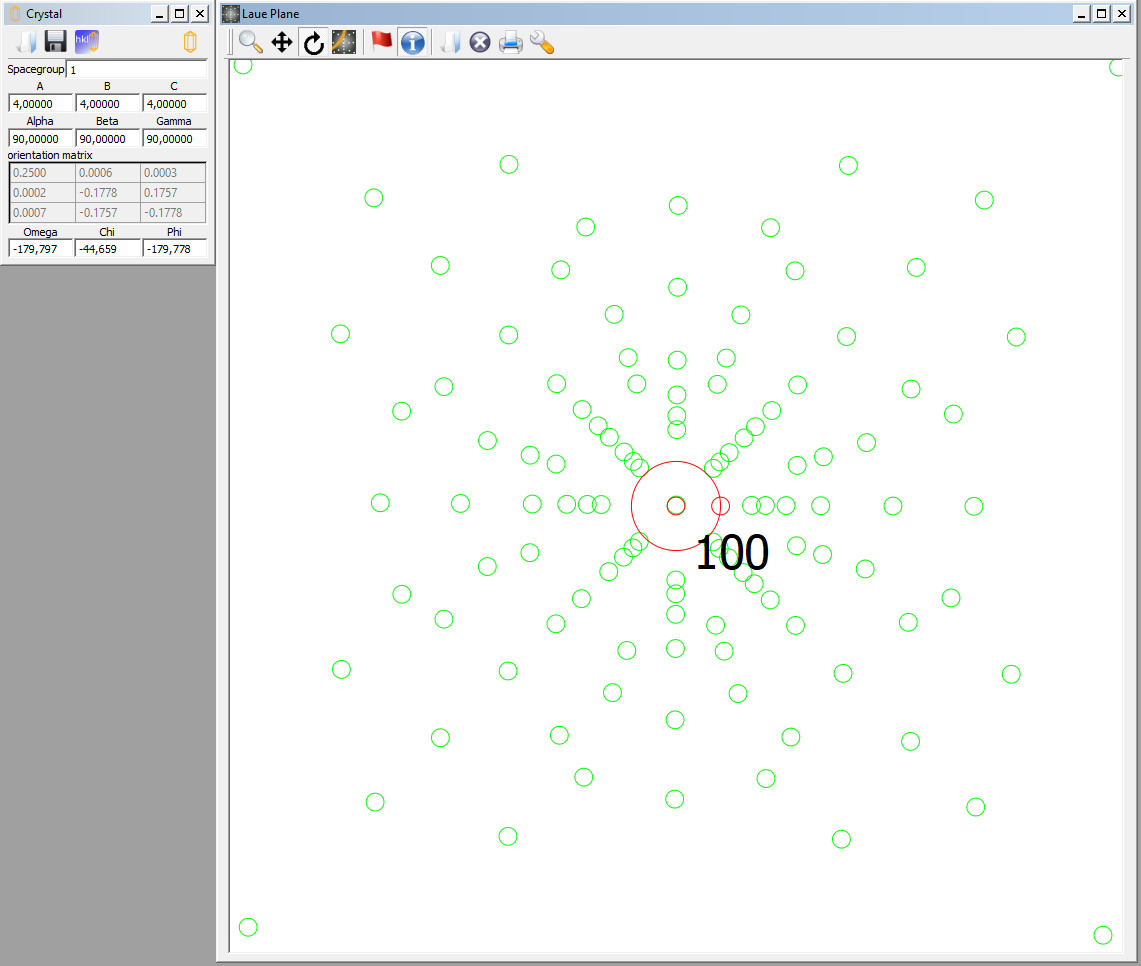 Crystal
hkl
Spacegroup 1
A B C
4,00000 4,00000 4,00000
Alpha Beta Gamma
90,00000 90,00000 90,00000
orientation matrix
0.2500 0.0006 0.0003
0.0002 -0.1778 0.1757
0.0007 -0.1757 -0.1778
Omega Chi Phi
-179,797 -44,659 -179,778
Laue Plane
100